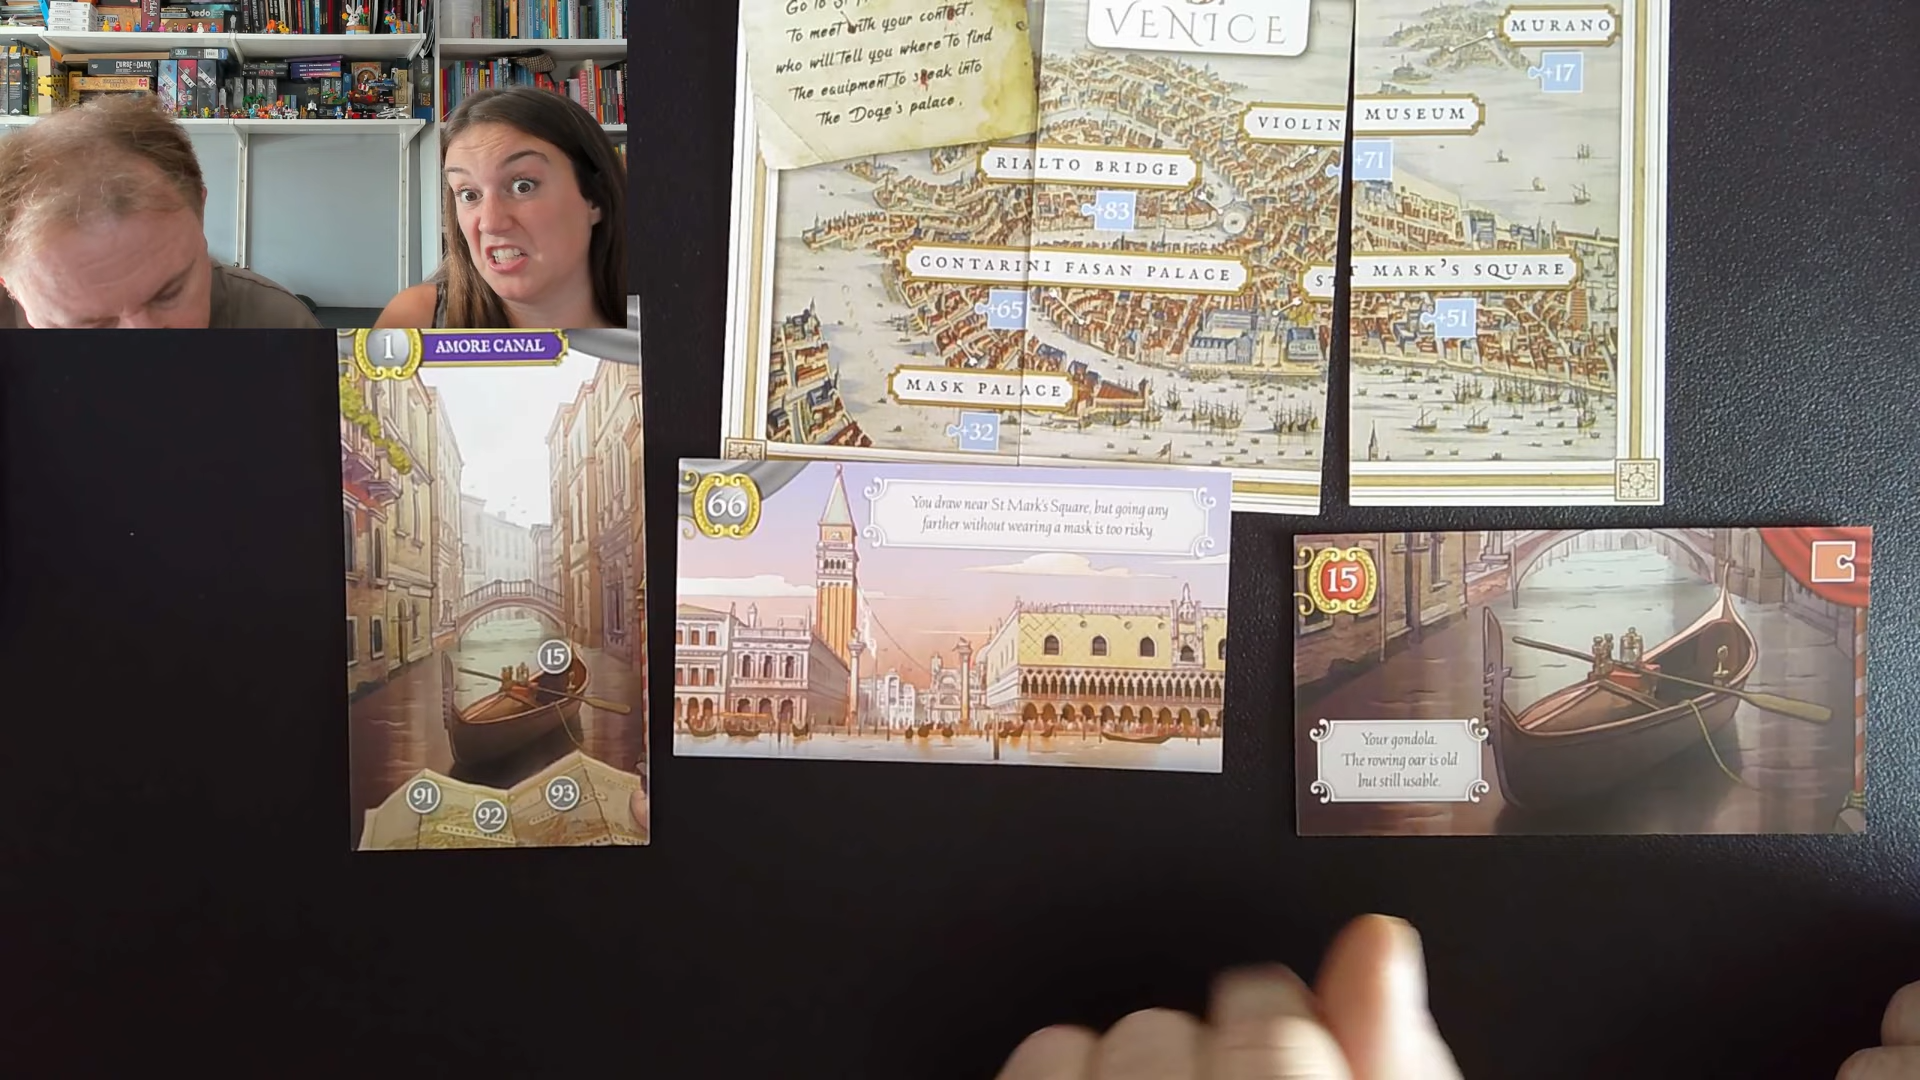 Go to S
To meet with your contact,
who will Tell you where To find
The equipment To sneak into
The Doge's palace.
VENICE
MURANO
+17
VIOLIN MUSEUM
+71
RIALTO BRIDGE
+83
CONTARINI FASAN PALACE
+65
ST MARK'S SQUARE
+51
MASK PALACE
+32
1
AMORE CANAL
15
91
92
93
66
You draw near St Mark's Square, but going any
farther without wearing a mask is too risky.
15
Your gondola.
The rowing oar is old
but still usable.